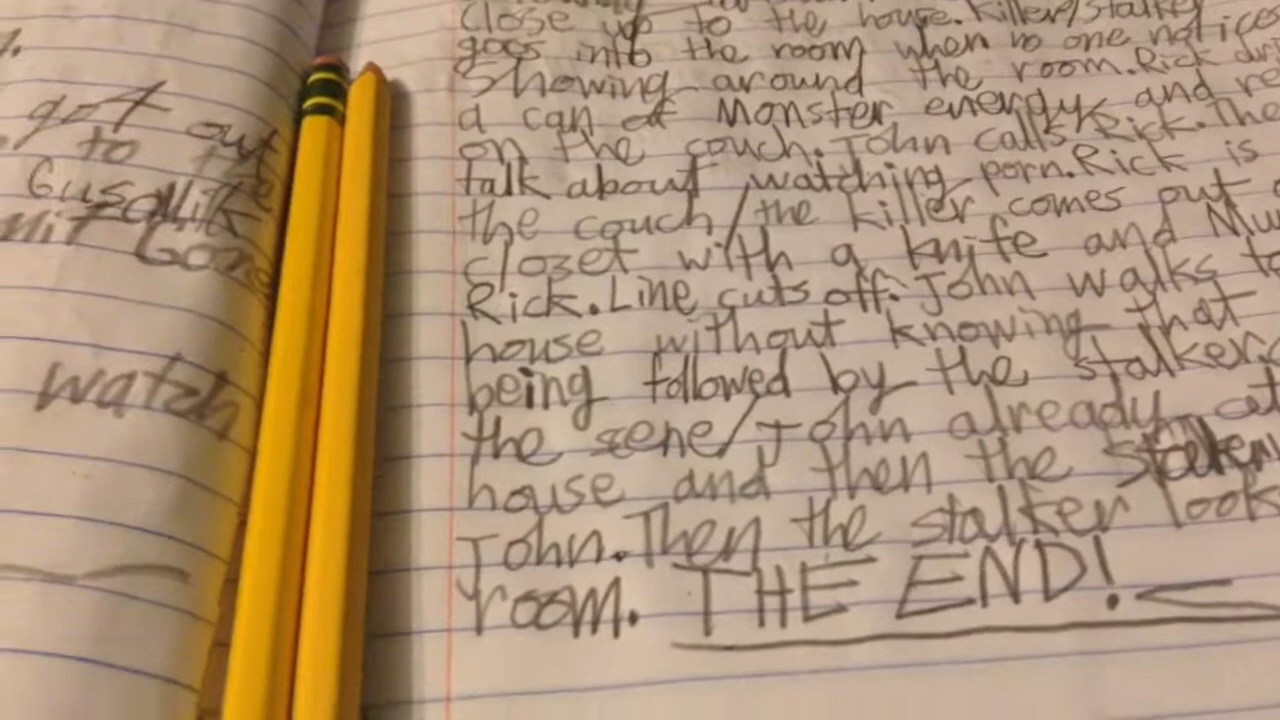 got out
to the
Gusamilk
watch
close up to the house. Killer/stalker
goes into the room when no one notices
Showing around the room. Rick
a can of Monster energy and
on the couch. John calls Rick. The
talk about watching porn. Rick is
the couch/the killer comes out
clozet with a knife and
Rick. Line cuts off. John walks to
house without knowing that
being followed by the stalker.
the sene/John already at
house and then the
John. Then the stalker look
room. THE END!